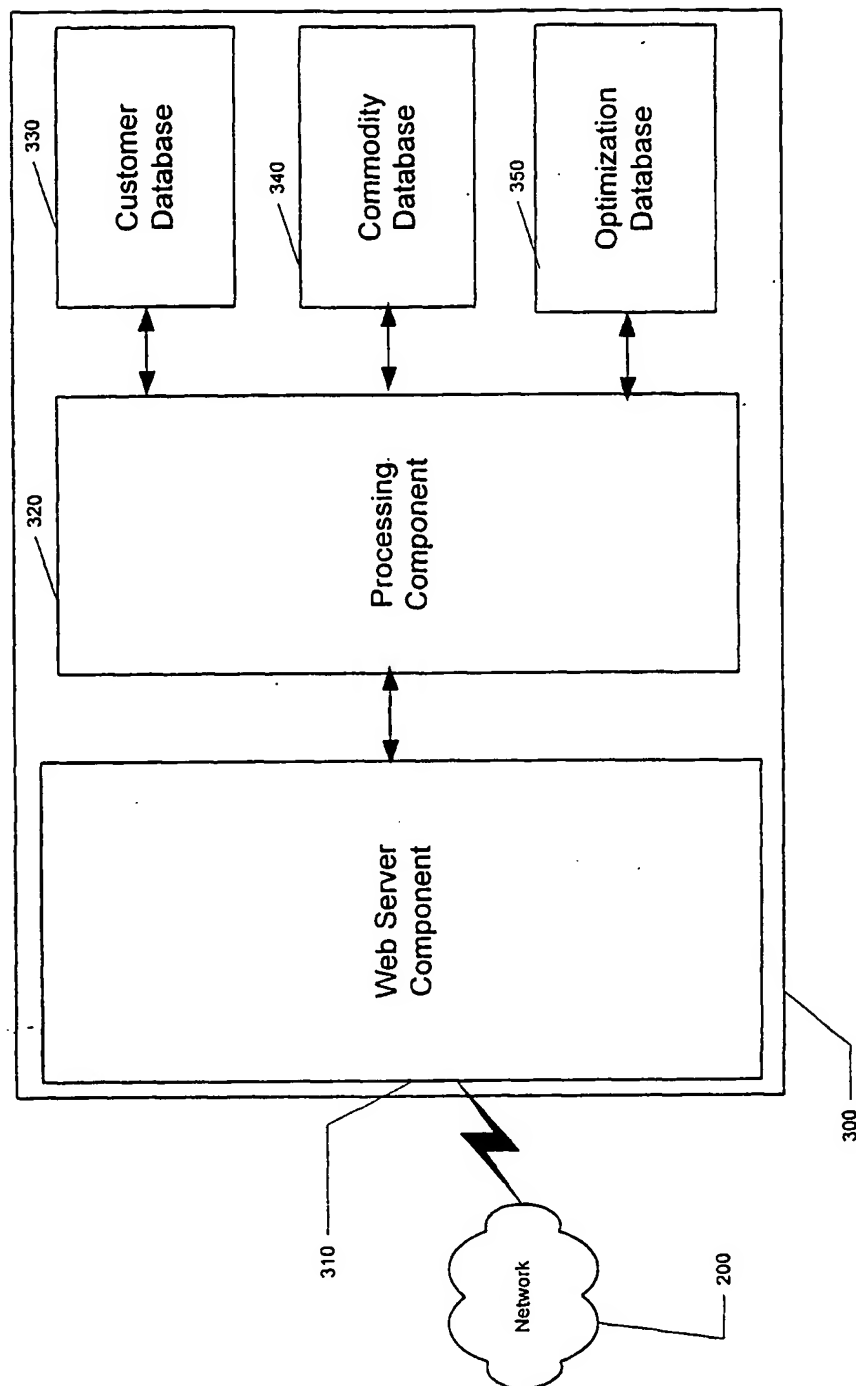 330
Customer
Database
340
Commodity
Database
350
Optimization
Database
320
Processing
Component
Web Server
Component
310
300
Network
200